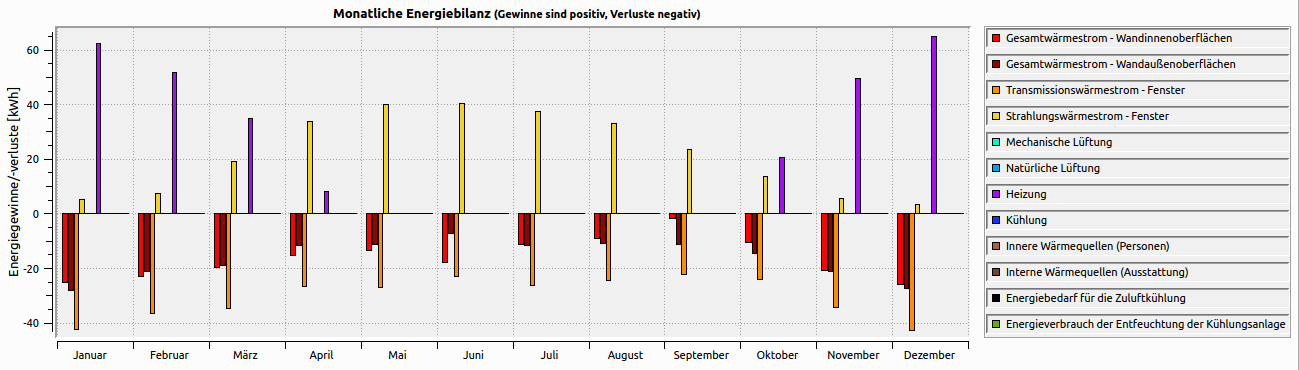 Monatliche Energiebilanz (Gewinne sind positiv, Verluste negativ)
Energiegewinne/-verluste [kWh]
60
40
20
0
-20
-40
Januar
Februar
März
April
Mai
Juni
Juli
August
September
Oktober
November
Dezember
Gesamtwärmestrom - Wandinnenoberflächen
Gesamtwärmestrom - Wandaußenoberflächen
Transmissionswärmestrom - Fenster
Strahlungswärmestrom - Fenster
Mechanische Lüftung
Natürliche Lüftung
Heizung
Kühlung
Innere Wärmequellen (Personen)
Interne Wärmequellen (Ausstattung)
Energiebedarf für die Zuluftkühlung
Energieverbrauch der Entfeuchtung der Kühlungsanlage